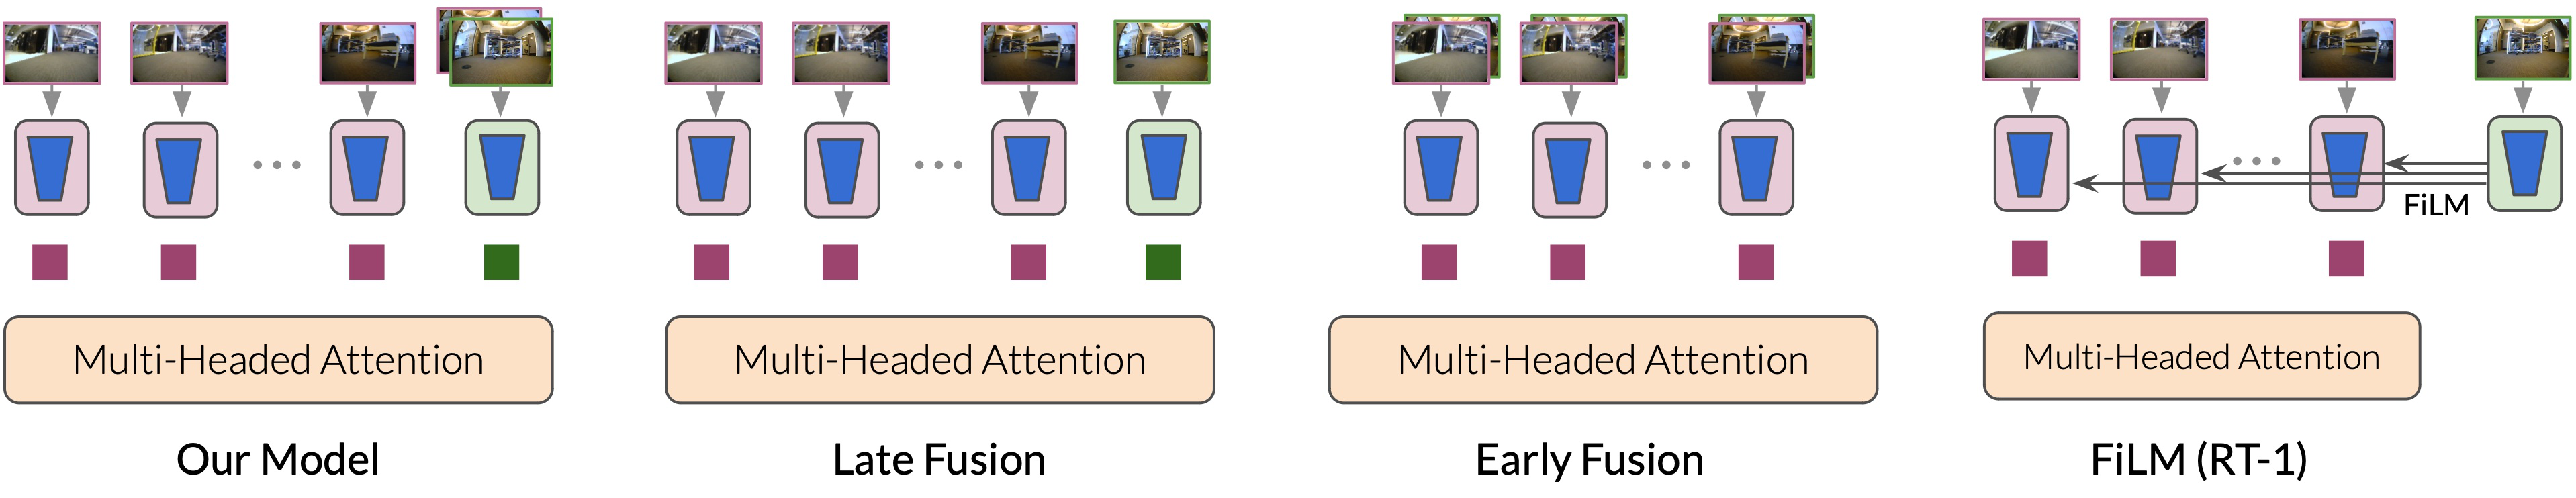 FiLM
Multi-Headed Attention
Multi-Headed Attention
Multi-Headed Attention
Multi-Headed Attention
Our Model
Late Fusion
Early Fusion
FiLM (RT-1)